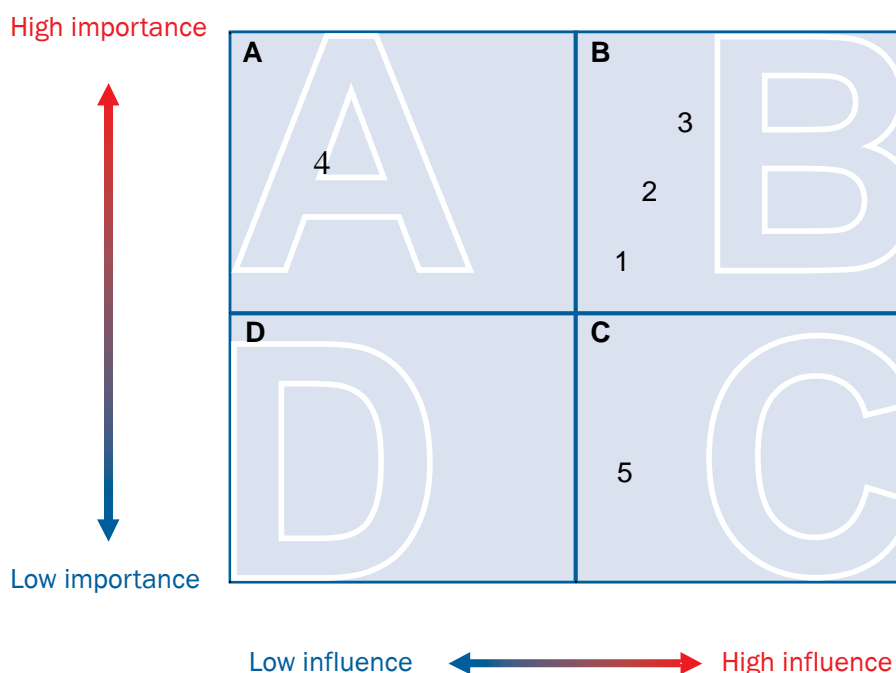 High importance
A
B
3
4
2
1
D
C
5
Low importance
Low influence
High influence